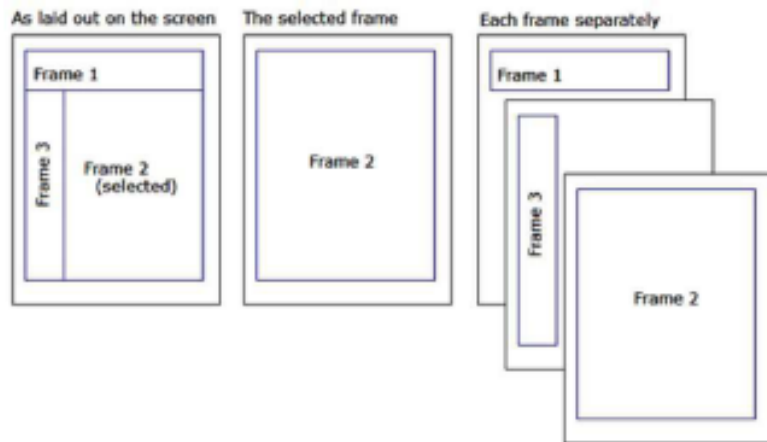 As laid out on the screen
Frame 1
Frame 3
Frame 2
(selected)
The selected frame
Frame 2
Each frame separately
Frame 1
Frame 3
Frame 2